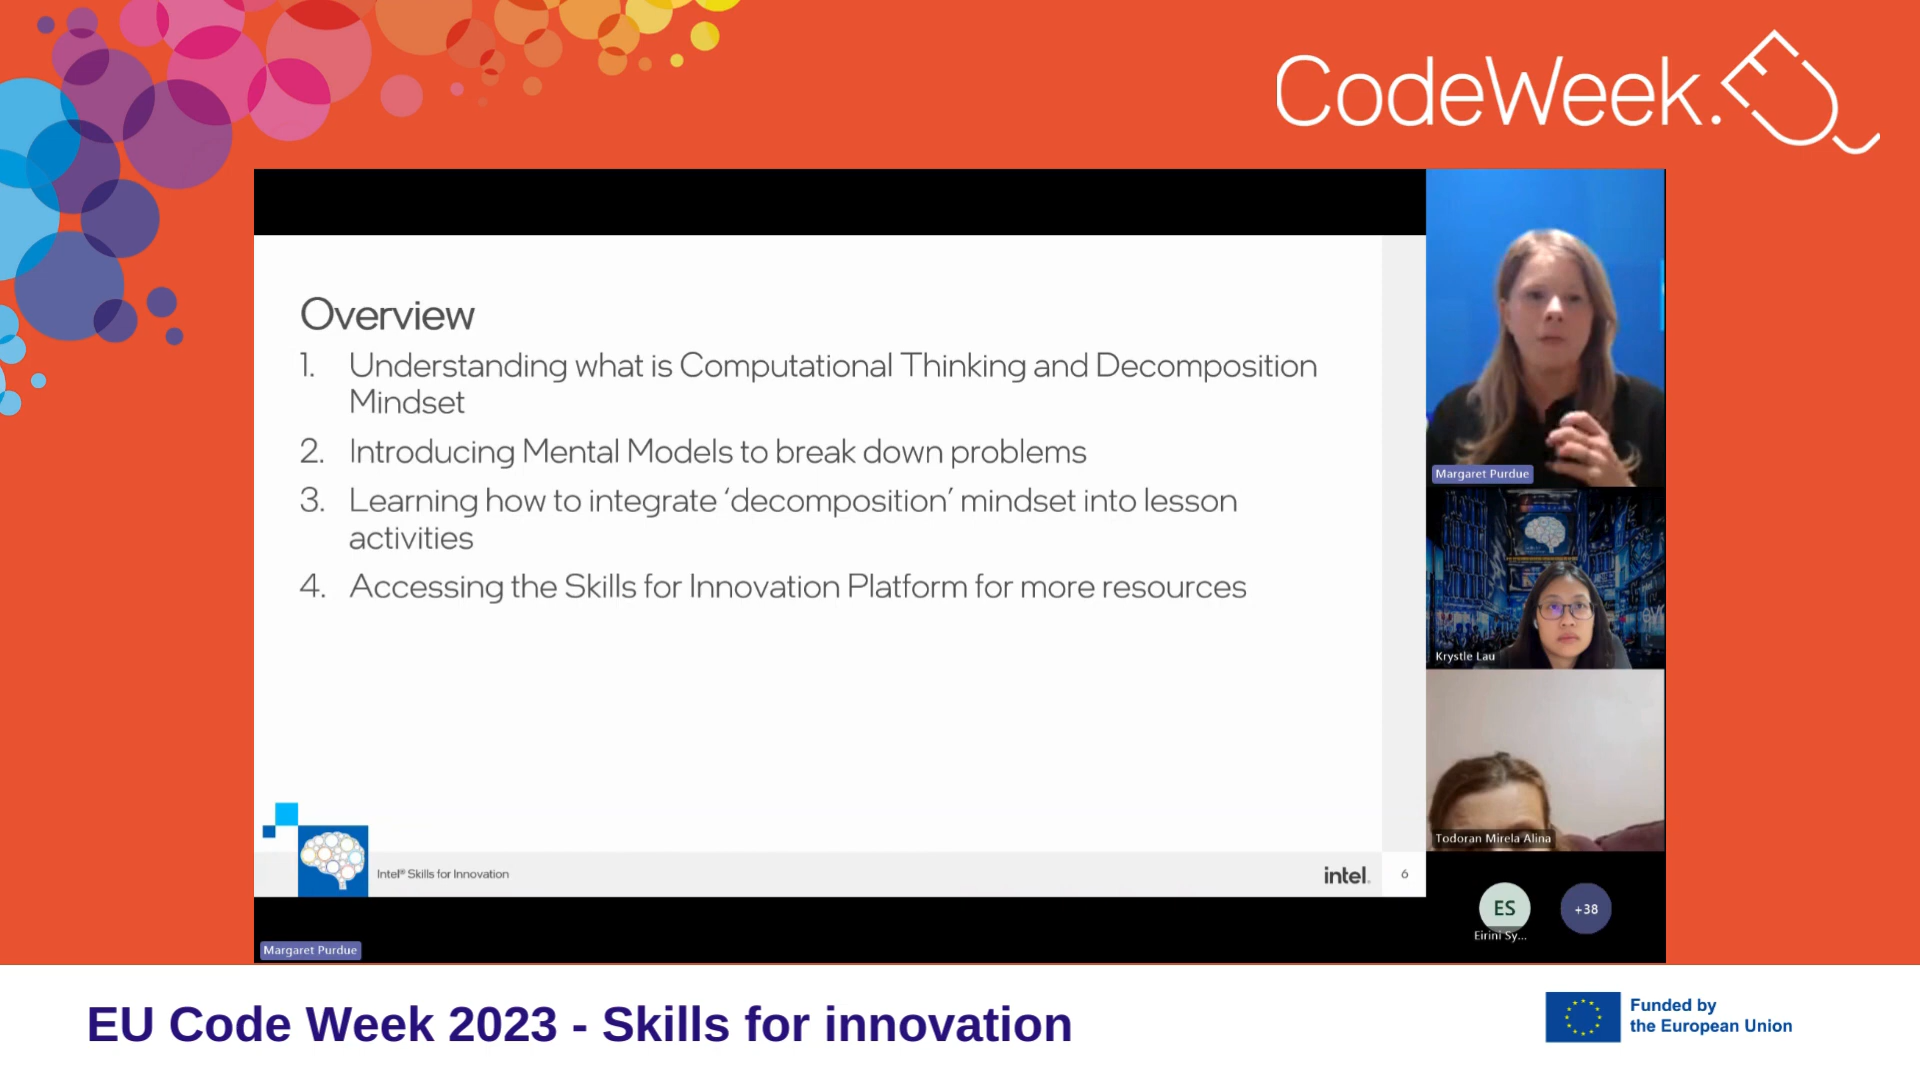 CodeWeek.EU
Overview
1. Understanding what is Computational Thinking and Decomposition
Mindset
2. Introducing Mental Models to break down problems
3. Learning how to integrate ‘decomposition’ mindset into lesson
activities
4. Accessing the Skills for Innovation Platform for more resources
Intel® Skills for Innovation
intel.
6
Margaret Purdue
Margaret Purdue
Krystle Lau
Todoran Mirela Alina
ES
+38
Eirini Sy...
EU Code Week 2023 - Skills for innovation
Funded by
the European Union